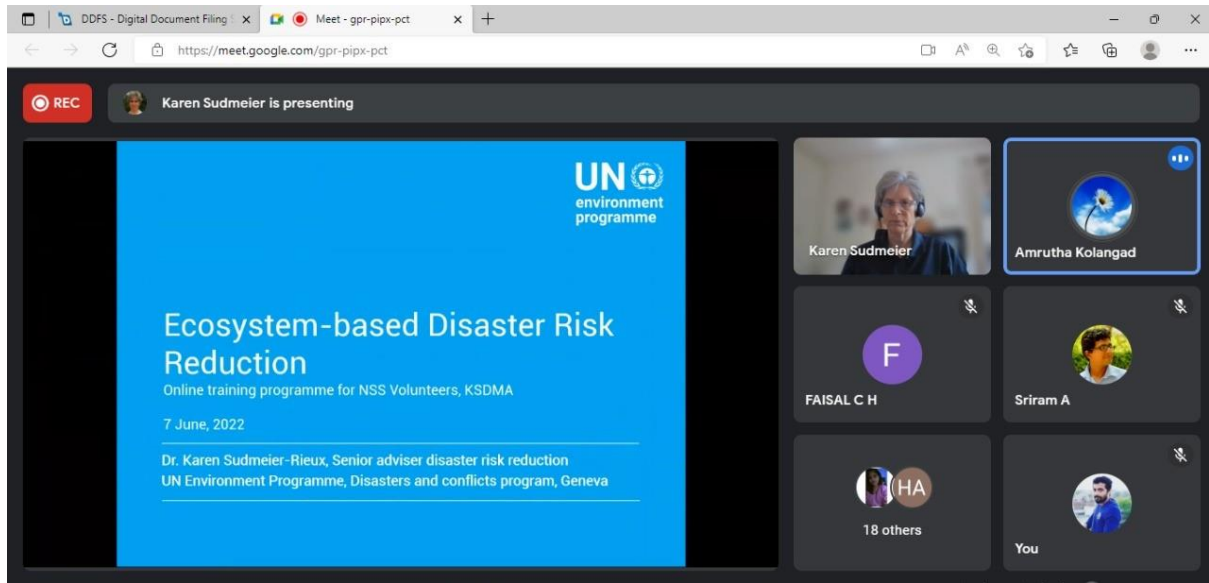 DDFS - Digital Document Filing S
Meet - gpr-pipx-pct
https://meet.google.com/gpr-pipx-pct
REC
Karen Sudmeier is presenting
UN
environment
programme
Ecosystem-based Disaster Risk
Reduction
Online training programme for NSS Volunteers, KSDMA
7 June, 2022
Dr. Karen Sudmeier-Rieux, Senior adviser disaster risk reduction
UN Environment Programme, Disasters and conflicts program, Geneva
Karen Sudmeier
Amrutha Kolangad
F
FAISAL C H
Sriram A
HA
18 others
You